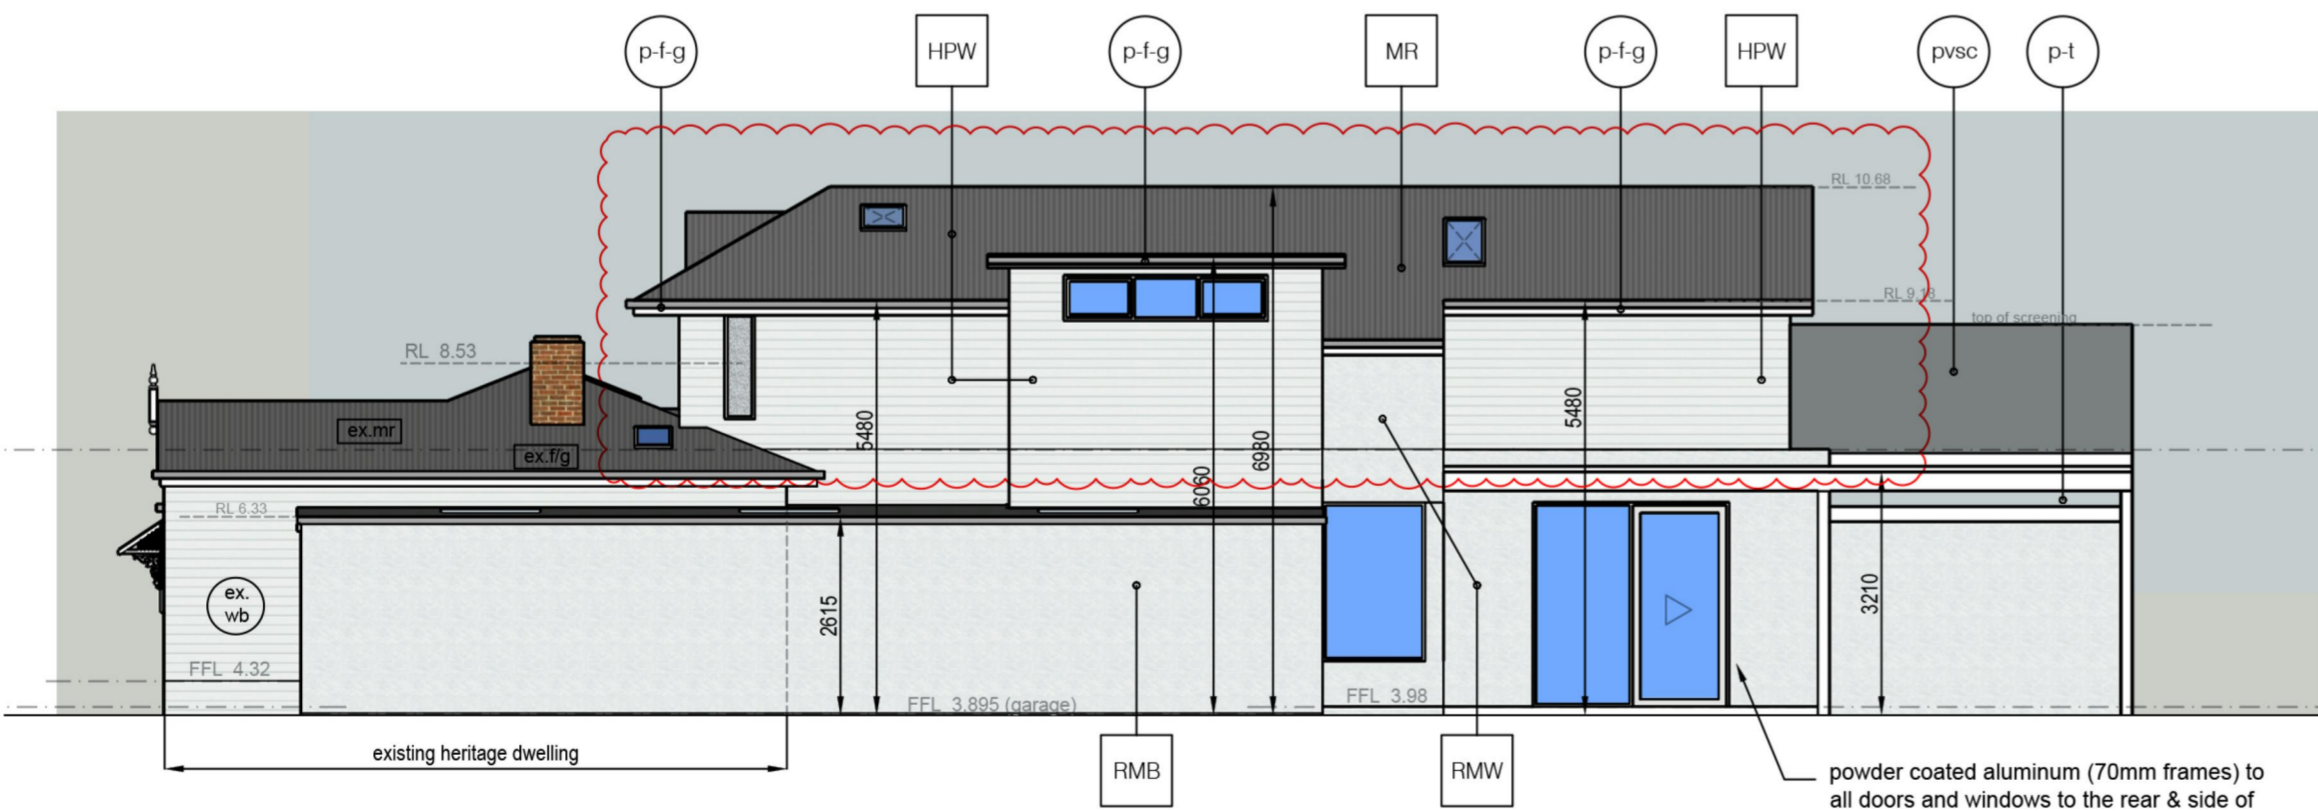 p-f-g
HPW
p-f-g
MR
p-f-g
HPW
pvsc
p-t
RL 10.68
RL 9.18
top of screening
RL 8.53
ex.mr
ex.f/g
5480
6060
6980
5480
RL 6.33
ex.
wb
2615
3210
FFL 4.32
FFL 3.895 (garage)
FFL 3.98
existing heritage dwelling
RMB
RMW
powder coated aluminum (70mm frames) to
all doors and windows to the rear & side of